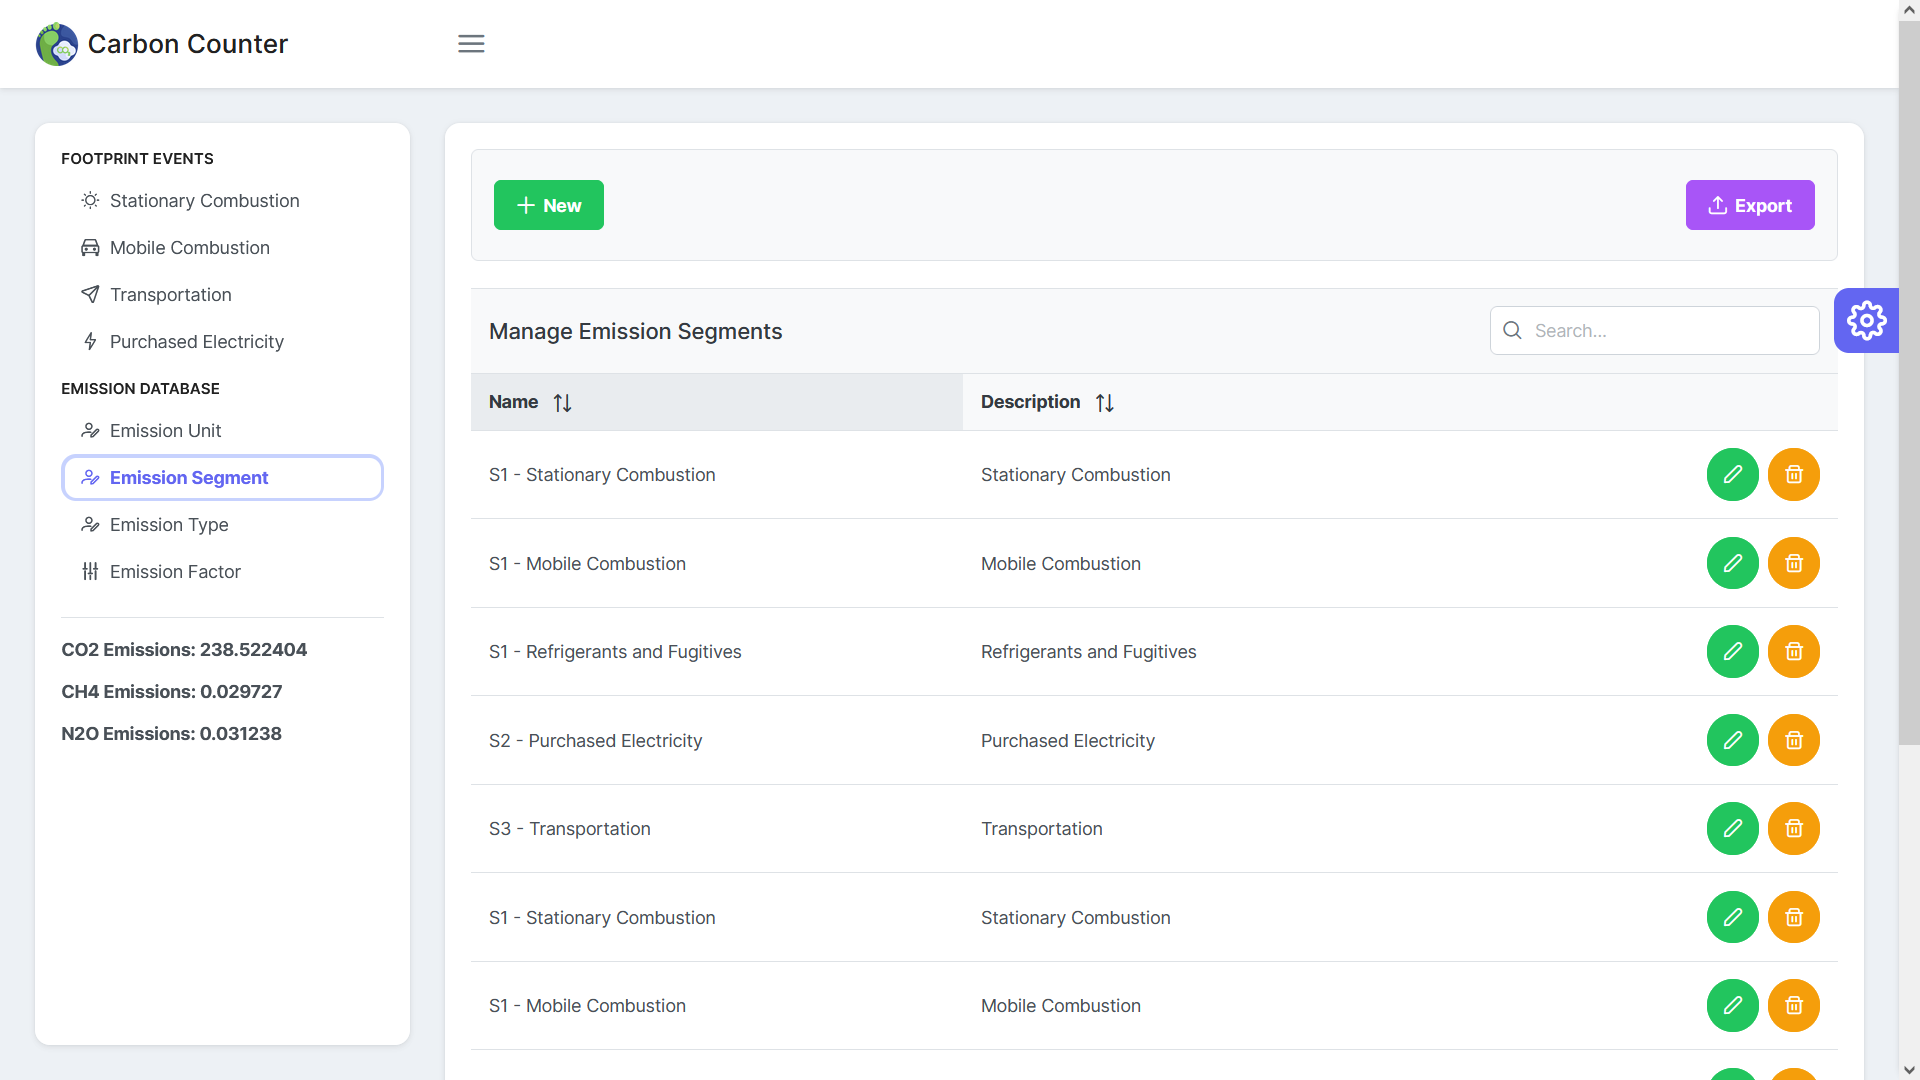 Carbon Counter
FOOTPRINT EVENTS
Stationary Combustion
Mobile Combustion
Transportation
Purchased Electricity
EMISSION DATABASE
Emission Unit
Emission Segment
Emission Type
Emission Factor
CO2 Emissions: 238.522404
CH4 Emissions: 0.029727
N2O Emissions: 0.031238
New
Export
Manage Emission Segments
Search...
Name Description
S1 - Stationary Combustion Stationary Combustion
S1 - Mobile Combustion Mobile Combustion
S1 - Refrigerants and Fugitives Refrigerants and Fugitives
S2 - Purchased Electricity Purchased Electricity
S3 - Transportation Transportation
S1 - Stationary Combustion Stationary Combustion
S1 - Mobile Combustion Mobile Combustion